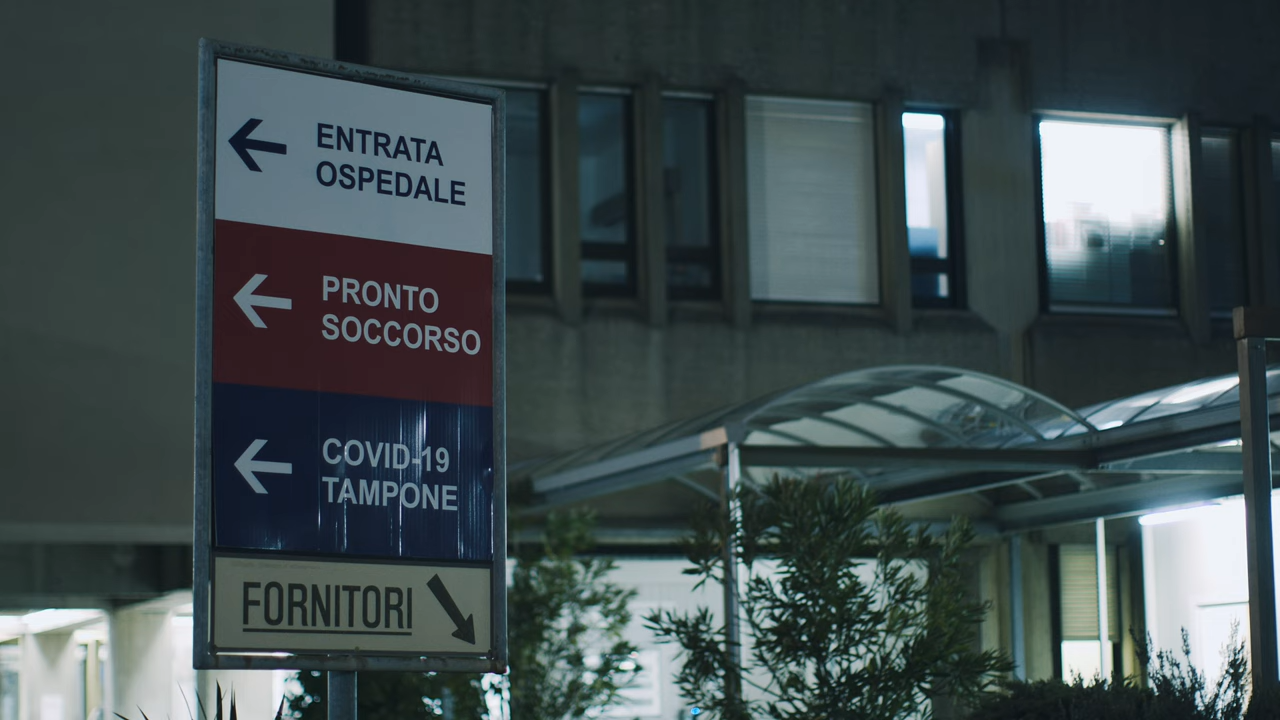 ENTRATA
OSPEDALE
PRONTO
SOCCORSO
COVID-19
TAMPONE
FORNITORI